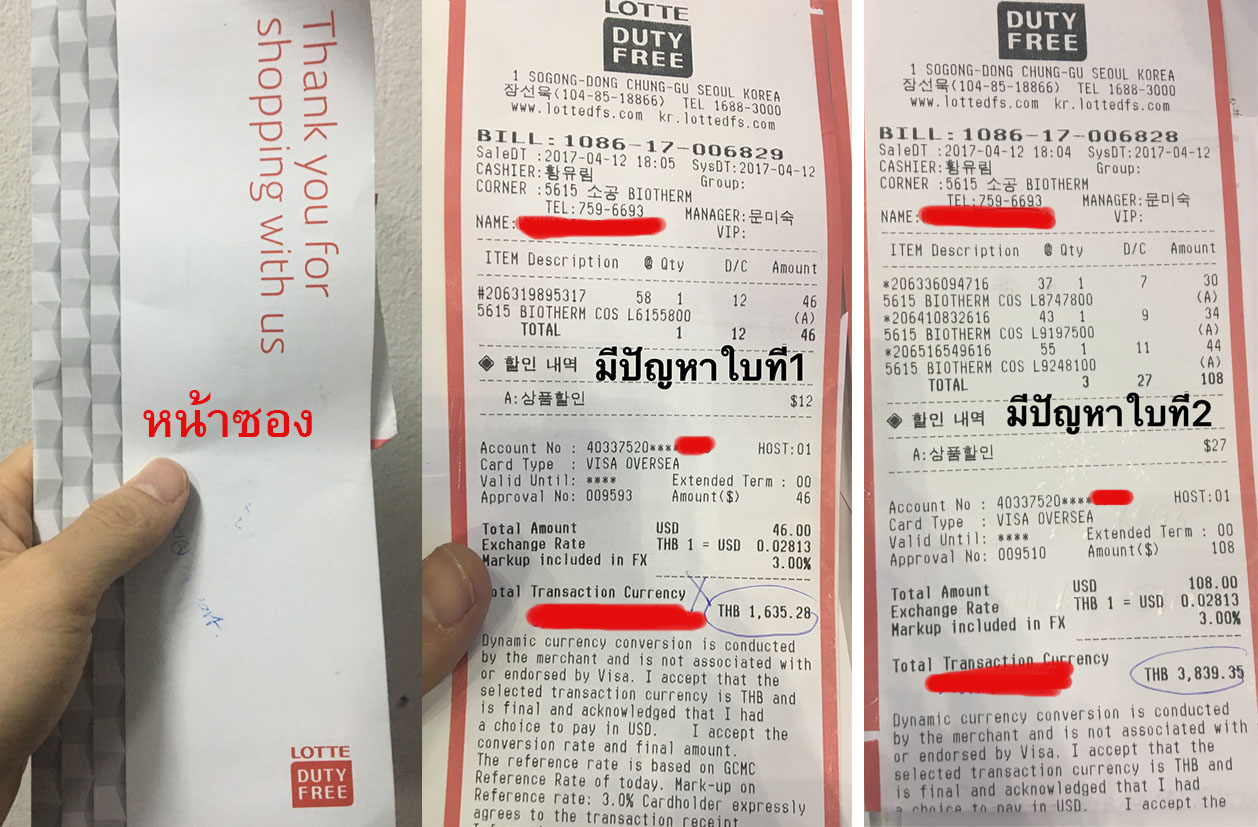 Thank you for
shopping with us
หน้าซอง
LOTTE
DUTY
FREE
LOTTE
DUTY
FREE
1 SOGONG-DONG CHUNG-GU SEOUL KOREA
장선욱(104-85-18866) TEL 1688-3000
www.lottedfs.com kr.lottedfs.com
BILL:1086-17-006829
SaleDT :2017-04-12 18:05 SysDT:2017-04-12
CASHIER:황유림 Group:
CORNER :5615 소공 BIOTHERM
TEL:759-6693 MANAGER:문미숙
NAME: VIP:
ITEM Description @ Qty D/C Amount
#206319895317 58 1 12 46
5615 BIOTHERM COS L6155800 (A)
TOTAL 1 12 46
◈ 할인 내역 มีปัญหาใบที่1
A:상품할인 $12
Account No : 40337520**** HOST:01
Card Type : VISA OVERSEA
Valid Until: **** Extended Term : 00
Approval No: 009593 Amount($) 46
Total Amount USD 46.00
Exchange Rate THB 1 = USD 0.02813
Markup included in FX 3.00%
otal Transaction Currency
THB 1,635.28
Dynamic currency conversion is conducted
by the merchant and is not associated with
or endorsed by Visa. I accept that the
selected transaction currency is THB and
is final and acknowledged that I had
a choice to pay in USD. I accept the
conversion rate and final amount.
The reference rate is based on GCMC
Reference Rate of today. Mark-up on
Reference rate: 3.0% Cardholder expressly
agrees to the transaction receipt
DUTY
FREE
1 SOGONG-DONG CHUNG-GU SEOUL KOREA
장선욱(104-85-18866) TEL 1688-3000
www.lottedfs.com kr.lottedfs.com
BILL:1086-17-006828
SaleDT :2017-04-12 18:04 SysDT:2017-04-12
CASHIER:황유림 Group:
CORNER :5615 소공 BIOTHERM
TEL:759-6693 MANAGER:문미숙
NAME: VIP:
ITEM Description @ Qty D/C Amount
*206336094716 37 1 7 30
5615 BIOTHERM COS L8747800 (A)
*206410832616 43 1 9 34
5615 BIOTHERM COS L9197500 (A)
*206516549616 55 1 11 44
5615 BIOTHERM COS L9248100 (A)
TOTAL 3 27 108
◈ 할인 내역 มีปัญหาใบที่2
A:상품할인 $27
Account No : 40337520**** HOST:01
Card Type : VISA OVERSEA
Valid Until: **** Extended Term : 00
Approval No: 009510 Amount($) 108
Total Amount USD 108.00
Exchange Rate THB 1 = USD 0.02813
Markup included in FX 3.00%
Total Transaction Currency
THB 3,839.35
Dynamic currency conversion is conducted
by the merchant and is not associated with
or endorsed by Visa. I accept that the
selected transaction currency is THB and
is final and acknowledged that I had
a choice to pay in USD. I accept the